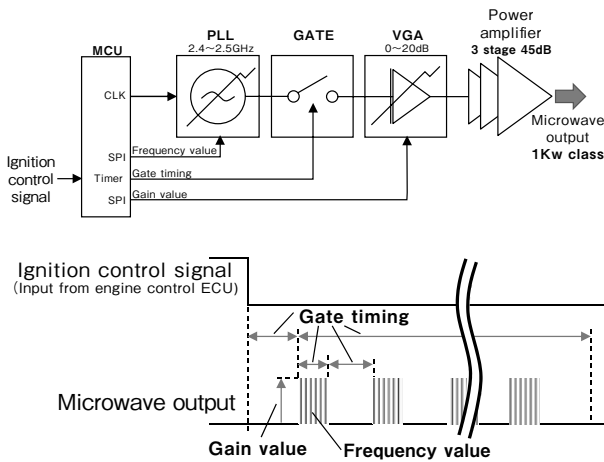 MCU
PLL
2.4～2.5GHz
GATE
VGA
0～20dB
Power
amplifier
3 stage 45dB
CLK
Microwave
output
1Kw class
SPI
Frequency value
Ignition
control
signal
Timer
Gate timing
SPI
Gain value
Ignition control signal
(Input from engine control ECU)
Gate timing
Microwave output
Gain value
Frequency value